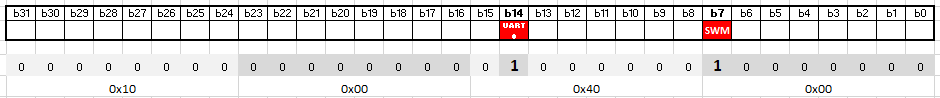 b31 b30 b29 b28 b27 b26 b25 b24 b23 b22 b21 b20 b19 b18 b17 b16 b15 b14 b13 b12 b11 b10 b9 b8 b7 b6 b5 b4 b3 b2 b1 b0
UART SWM
0 0 0 0 0 0 0 0 0 0 0 0 0 0 0 0 0 1 0 0 0 0 0 0 1 0 0 0 0 0 0 0
0x10 0x00 0x40 0x00